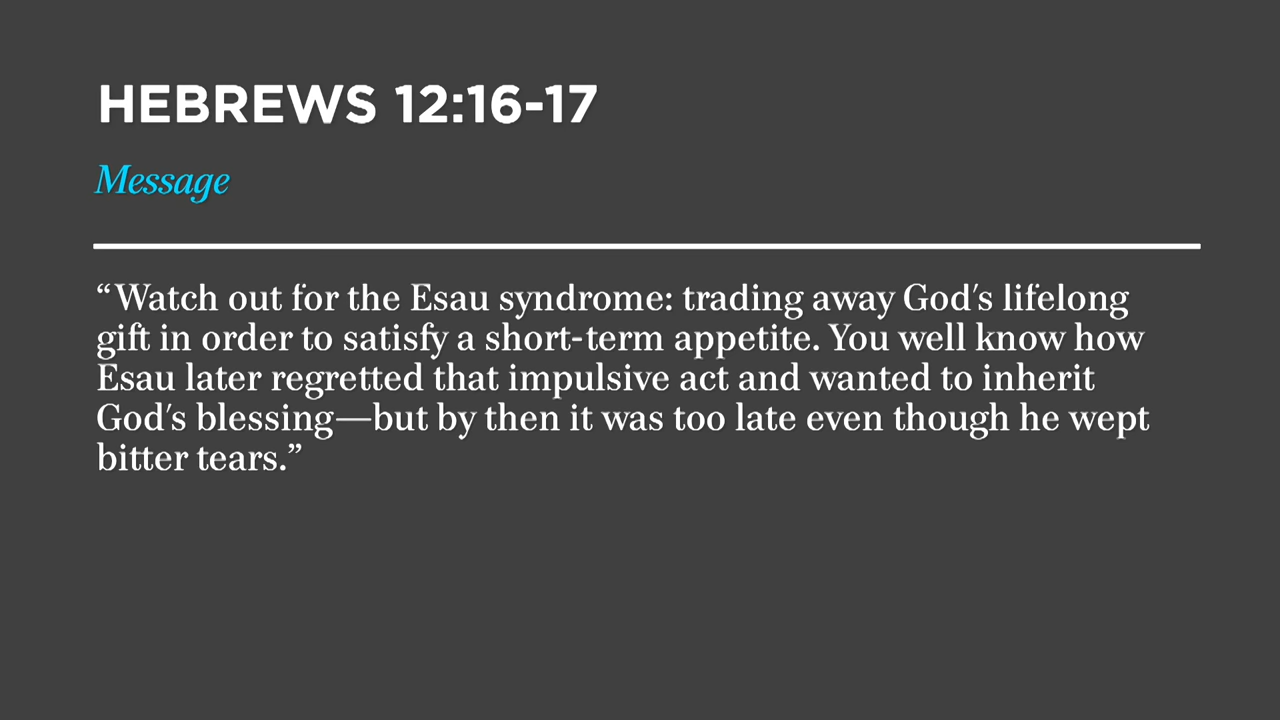 HEBREWS 12:16-17
Message
“Watch out for the Esau syndrome: trading away God's lifelong
gift in order to satisfy a short-term appetite. You well know how
Esau later regretted that impulsive act and wanted to inherit
God's blessing—but by then it was too late even though he wept
bitter tears.”